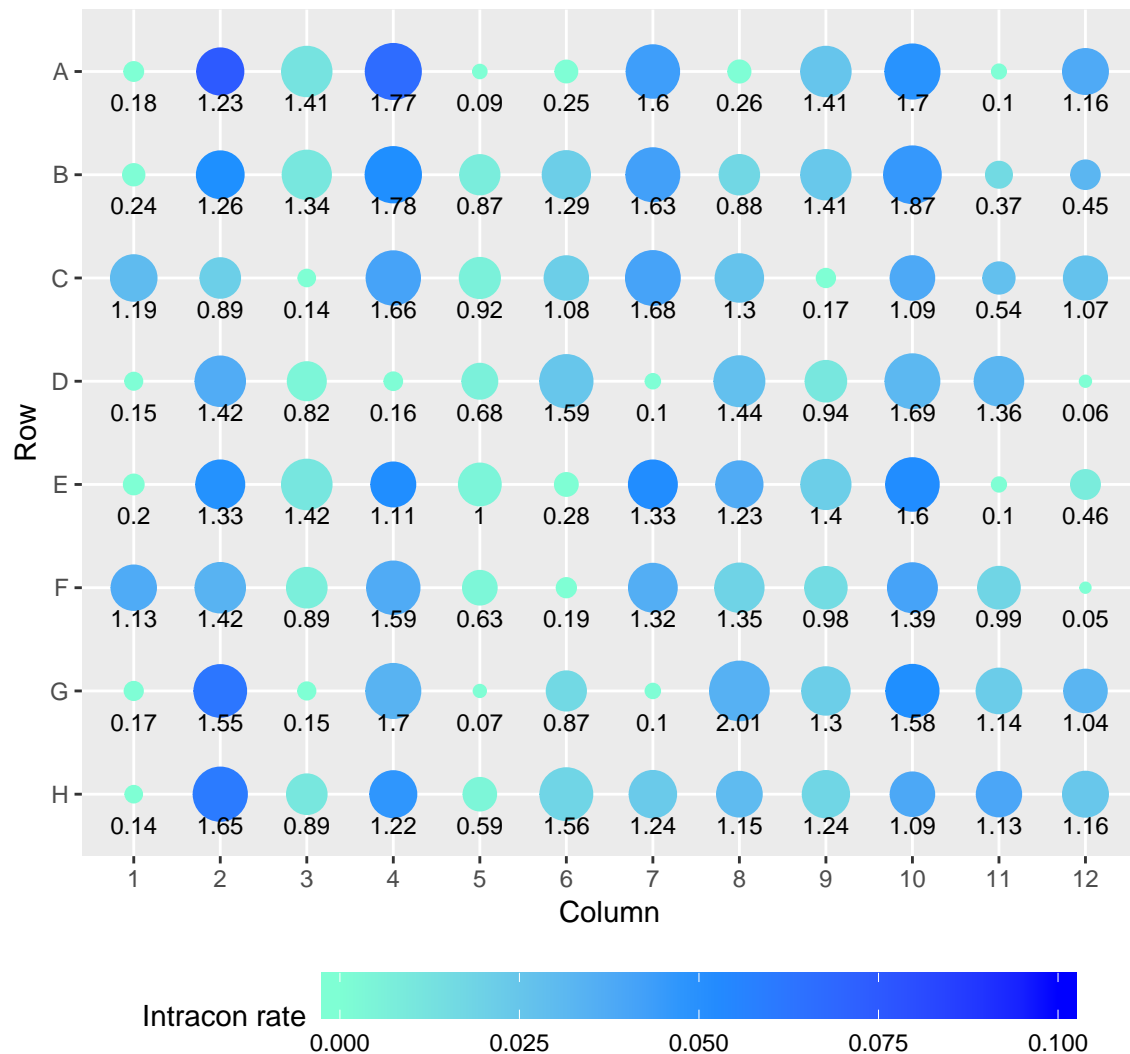 A
0.18 1.23 1.41 1.77 0.09 0.25 1.6 0.26 1.41 1.7 0.1 1.16
B
0.24 1.26 1.34 1.78 0.87 1.29 1.63 0.88 1.41 1.87 0.37 0.45
C
1.19 0.89 0.14 1.66 0.92 1.08 1.68 1.3 0.17 1.09 0.54 1.07
D
0.15 1.42 0.82 0.16 0.68 1.59 0.1 1.44 0.94 1.69 1.36 0.06
Row
E
0.2 1.33 1.42 1.11 1 0.28 1.33 1.23 1.4 1.6 0.1 0.46
F
1.13 1.42 0.89 1.59 0.63 0.19 1.32 1.35 0.98 1.39 0.99 0.05
G
0.17 1.55 0.15 1.7 0.07 0.87 0.1 2.01 1.3 1.58 1.14 1.04
H
0.14 1.65 0.89 1.22 0.59 1.56 1.24 1.15 1.24 1.09 1.13 1.16
1 2 3 4 5 6 7 8 9 10 11 12
Column
Intracon rate
0.000 0.025 0.050 0.075 0.100